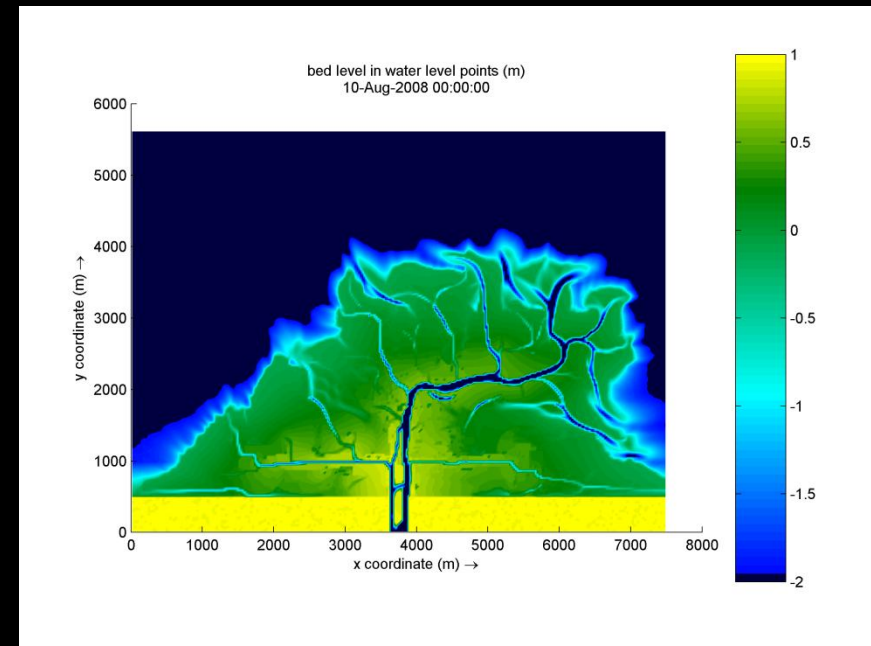 bed level in water level points (m)
10-Aug-2008 00:00:00
6000
5000
4000
3000
2000
1000
0
y coordinate (m) →
0 1000 2000 3000 4000 5000 6000 7000 8000
x coordinate (m) →
1
0.5
0
-0.5
-1
-1.5
-2